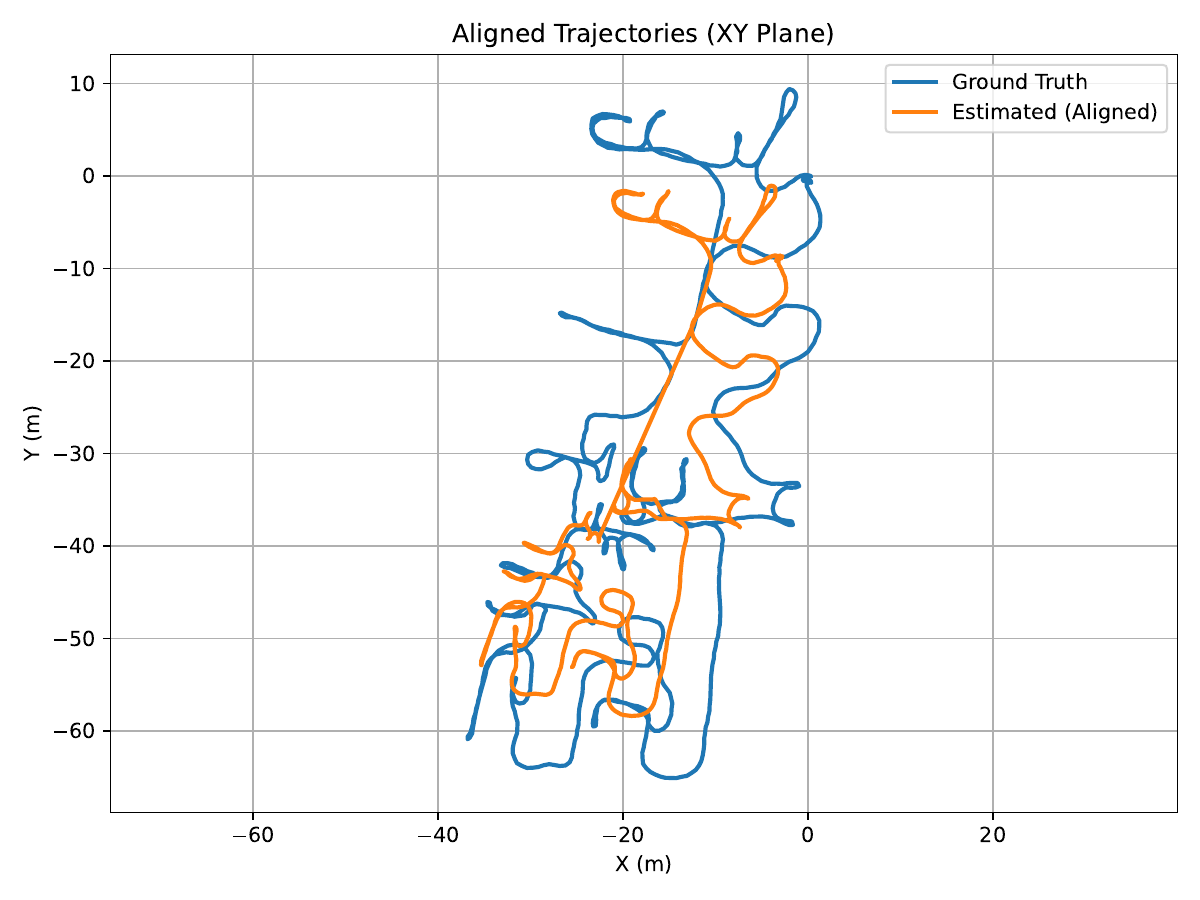 Aligned Trajectories (XY Plane)
Ground Truth
Estimated (Aligned)
10
0
−10
−20
−30
−40
−50
−60
Y (m)
−60
−40
−20
0
20
X (m)